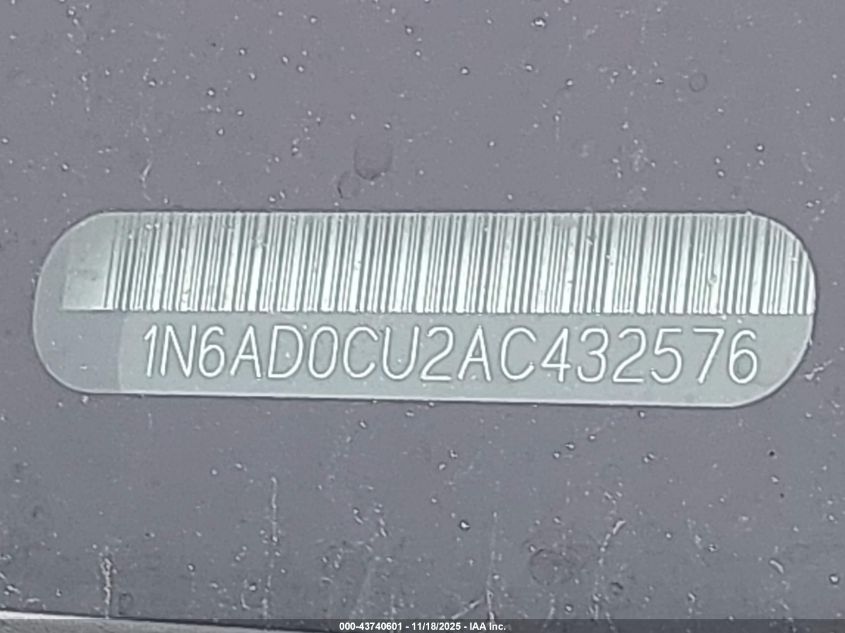 1N6AD0CU2AC432576
000-43740601 - 11/18/2025 - IAA Inc.